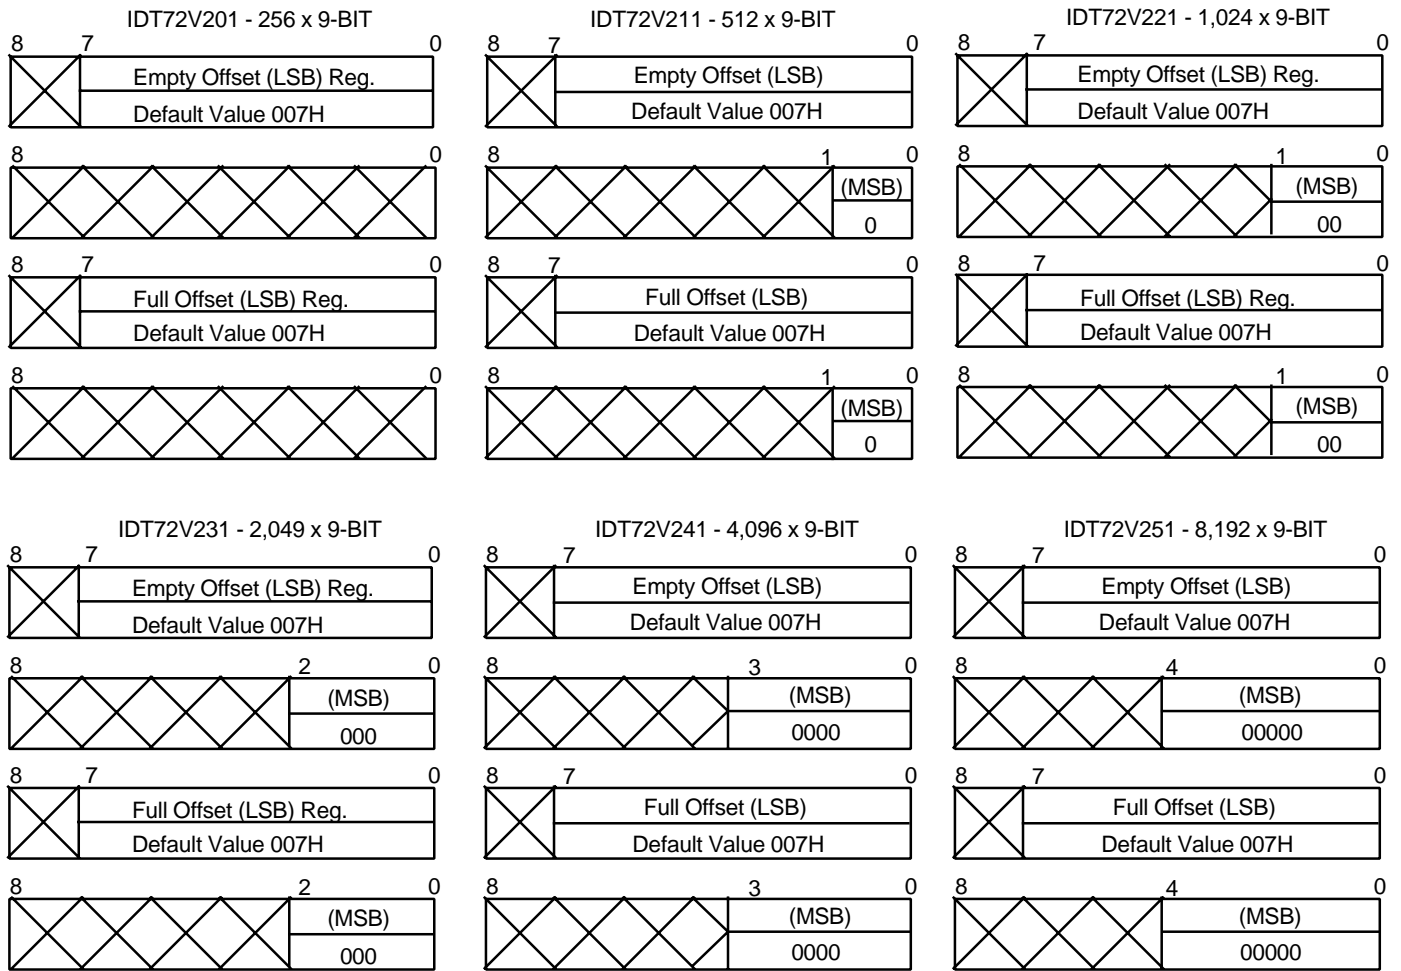 IDT72V201 - 256 x 9-BIT
8 7 0
Empty Offset (LSB) Reg.
Default Value 007H
8 0
8 7 0
Full Offset (LSB) Reg.
Default Value 007H
8 0
IDT72V211 - 512 x 9-BIT
8 7 0
Empty Offset (LSB)
Default Value 007H
8 1 0
(MSB)
0
8 7 0
Full Offset (LSB)
Default Value 007H
8 1 0
(MSB)
0
IDT72V221 - 1,024 x 9-BIT
8 7 0
Empty Offset (LSB) Reg.
Default Value 007H
8 1 0
(MSB)
00
8 7 0
Full Offset (LSB) Reg.
Default Value 007H
8 1 0
(MSB)
00
IDT72V231 - 2,049 x 9-BIT
8 7 0
Empty Offset (LSB) Reg.
Default Value 007H
8 2 0
(MSB)
000
8 7 0
Full Offset (LSB) Reg.
Default Value 007H
8 2 0
(MSB)
000
IDT72V241 - 4,096 x 9-BIT
8 7 0
Empty Offset (LSB)
Default Value 007H
8 3 0
(MSB)
0000
8 7 0
Full Offset (LSB)
Default Value 007H
8 3 0
(MSB)
0000
IDT72V251 - 8,192 x 9-BIT
8 7 0
Empty Offset (LSB)
Default Value 007H
8 4 0
(MSB)
00000
8 7 0
Full Offset (LSB)
Default Value 007H
8 4 0
(MSB)
00000